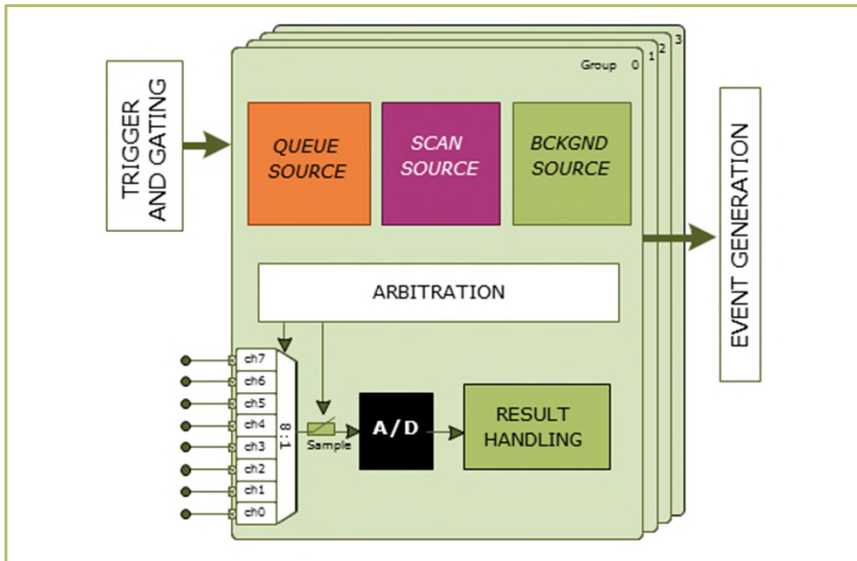 Group 0
1
2
3
TRIGGER
AND GATING
QUEUE
SOURCE
SCAN
SOURCE
BCKGND
SOURCE
EVENT GENERATION
ARBITRATION
ch7
ch6
ch5
ch4
ch3
ch2
ch1
ch0
8:1
Sample
A/D
RESULT
HANDLING